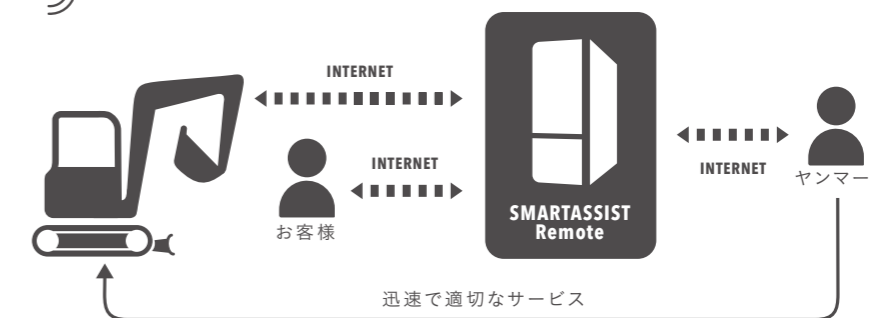 INTERNET
INTERNET
お客様
SMARTASSIST
Remote
INTERNET
ヤンマー
迅速で適切なサービス